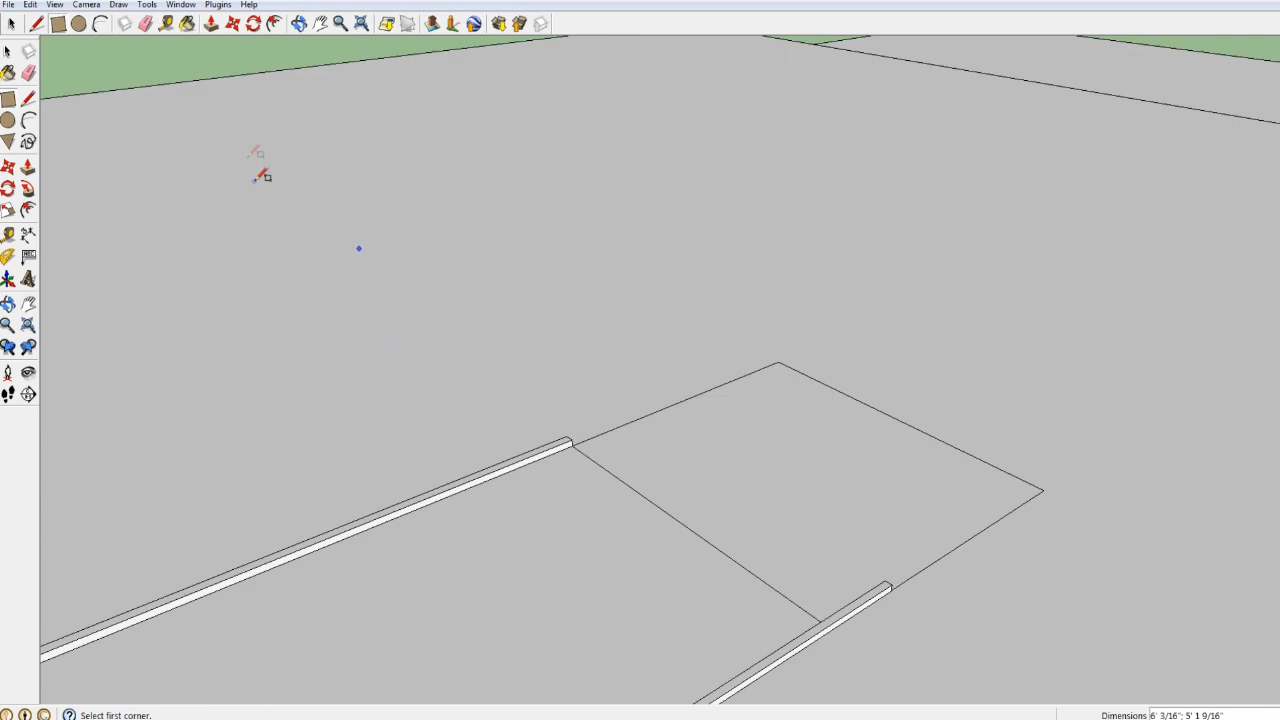 File Edit View Camera Draw Tools Window Plugins Help
ABC
Select first corner.
Dimensions 6' 3/16"; 5' 1 9/16"